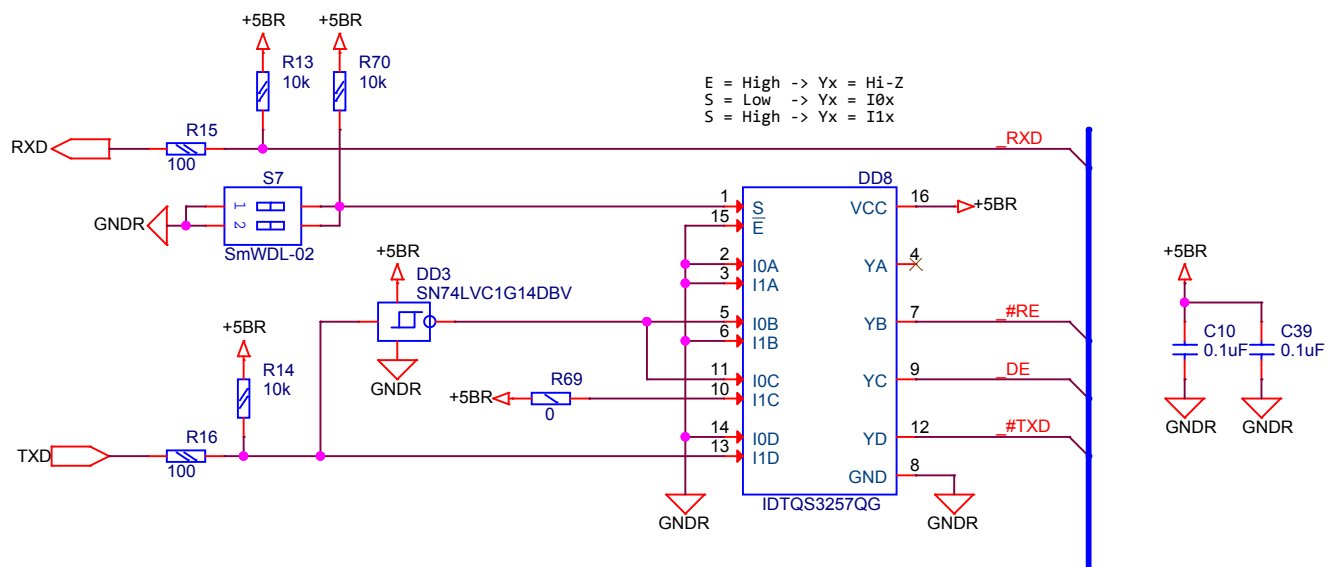 +5BR
+5BR
R13
10k
R70
10k
E = High -> Yx = Hi-Z
S = Low  -> Yx = I0x
S = High -> Yx = I1x
RXD
R15
100
_RXD
S7
1
2
GNDR
SmWDL-02
DD8
1
S
15
E
2
I0A
3
I1A
5
I0B
6
I1B
11
I0C
10
I1C
14
I0D
13
I1D
16
VCC
+5BR
4
YA
7
YB
_#RE
9
YC
_DE
12
YD
_#TXD
8
GND
GNDR
IDTQS3257QG
GNDR
+5BR
DD3
SN74LVC1G14DBV
GNDR
+5BR
R14
10k
+5BR
R69
0
TXD
R16
100
+5BR
C10
0.1uF
C39
0.1uF
GNDR
GNDR